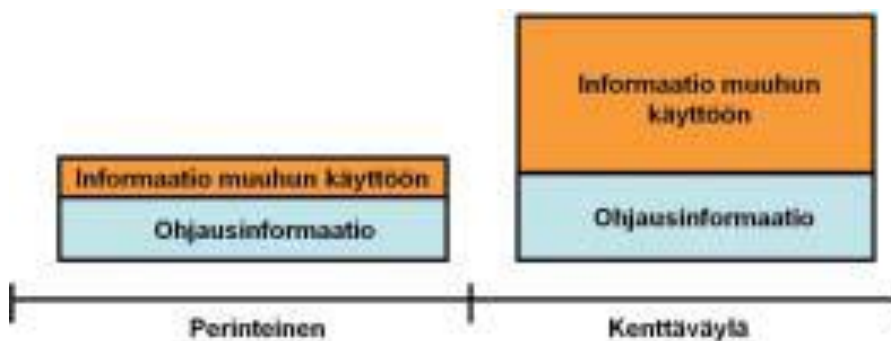 Informaatio muuhun käyttöön
Ohjausinformaatio
Informaatio muuhun
käyttöön
Ohjausinformaatio
Perinteinen
Kenttäväylä